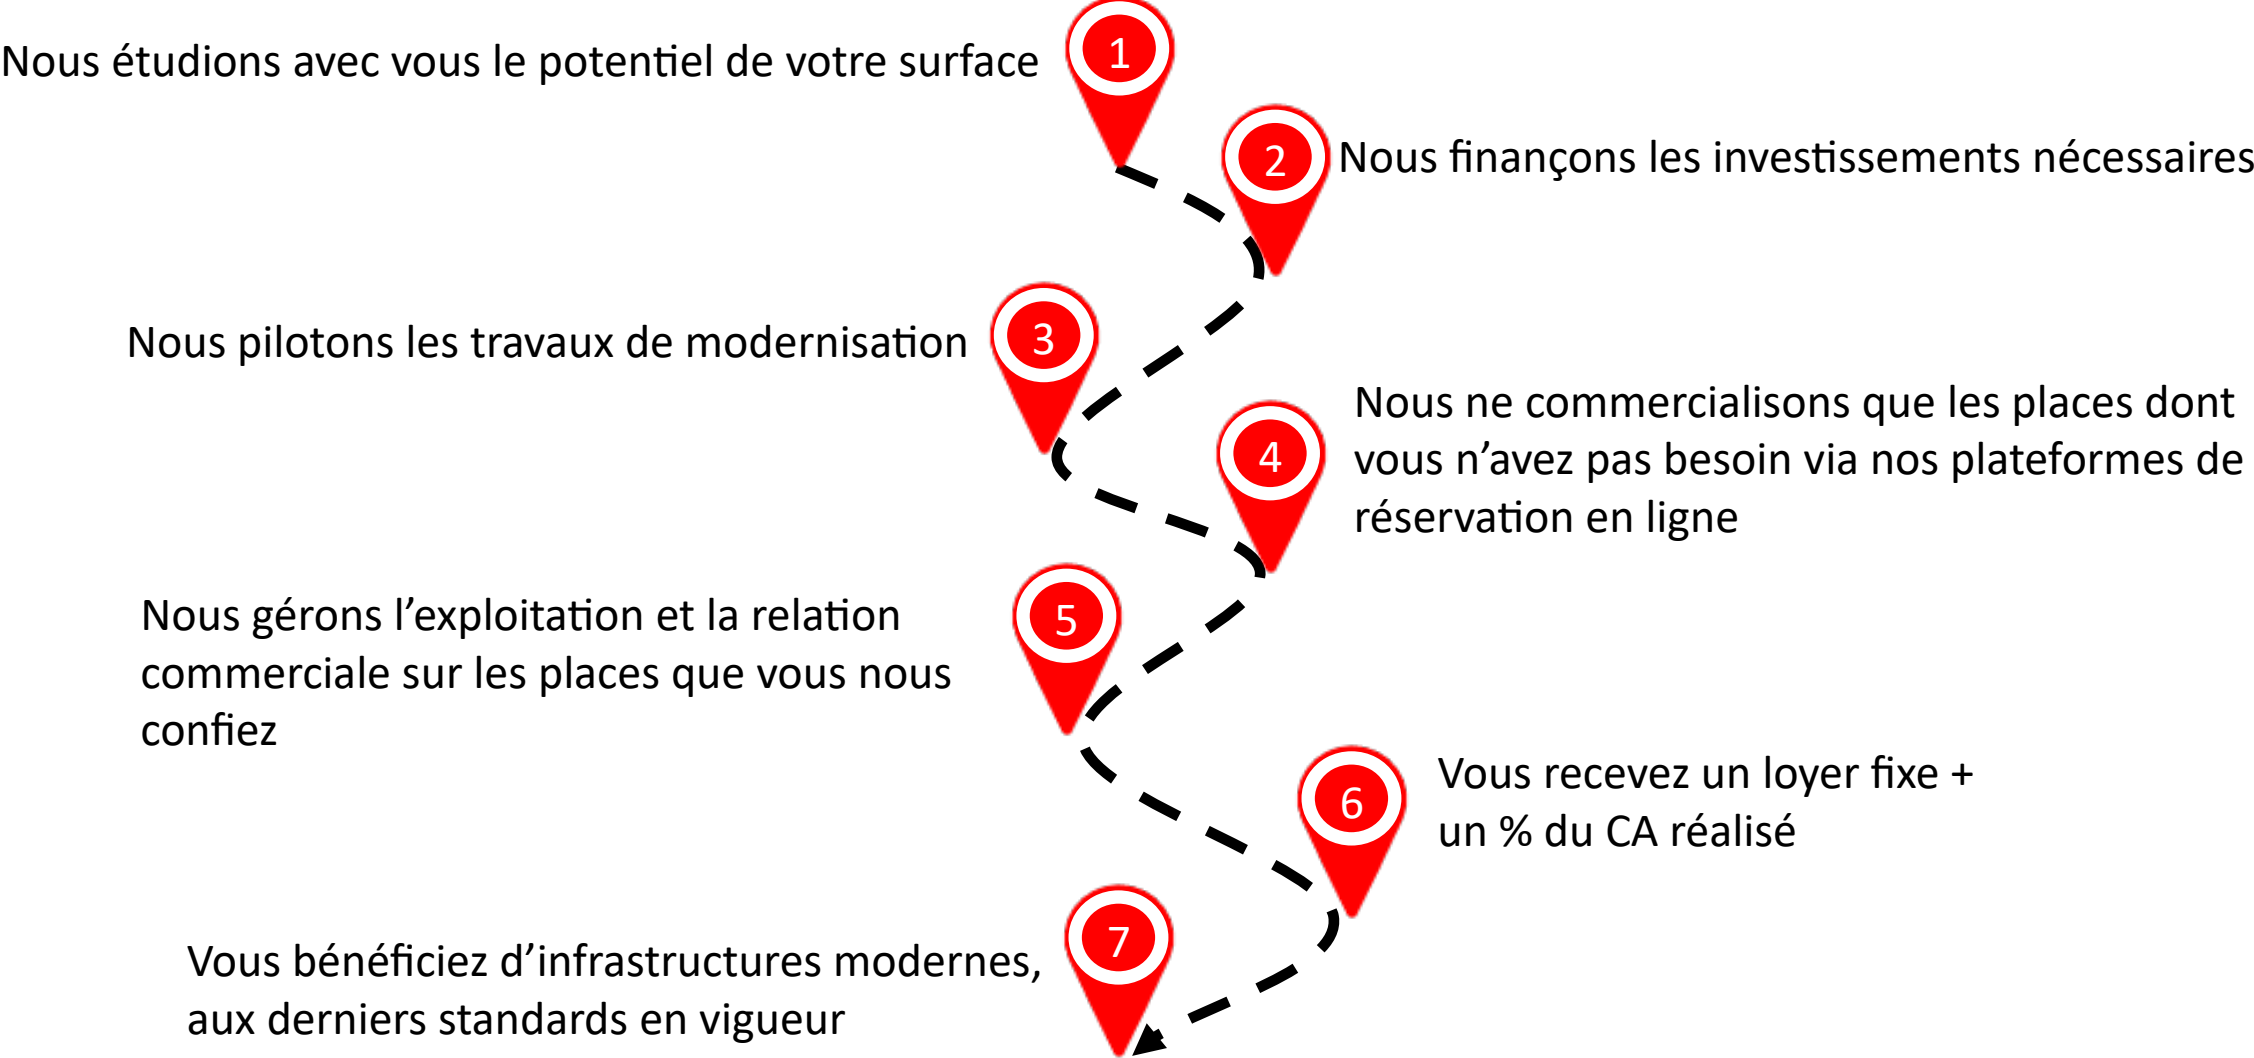 Nous étudions avec vous le potentiel de votre surface
1
2
Nous finançons les investissements nécessaires
Nous pilotons les travaux de modernisation
3
4
Nous ne commercialisons que les places dont
vous n’avez pas besoin via nos plateformes de
réservation en ligne
Nous gérons l’exploitation et la relation
commerciale sur les places que vous nous
confiez
5
6
Vous recevez un loyer fixe +
un % du CA réalisé
Vous bénéficiez d’infrastructures modernes,
aux derniers standards en vigueur
7